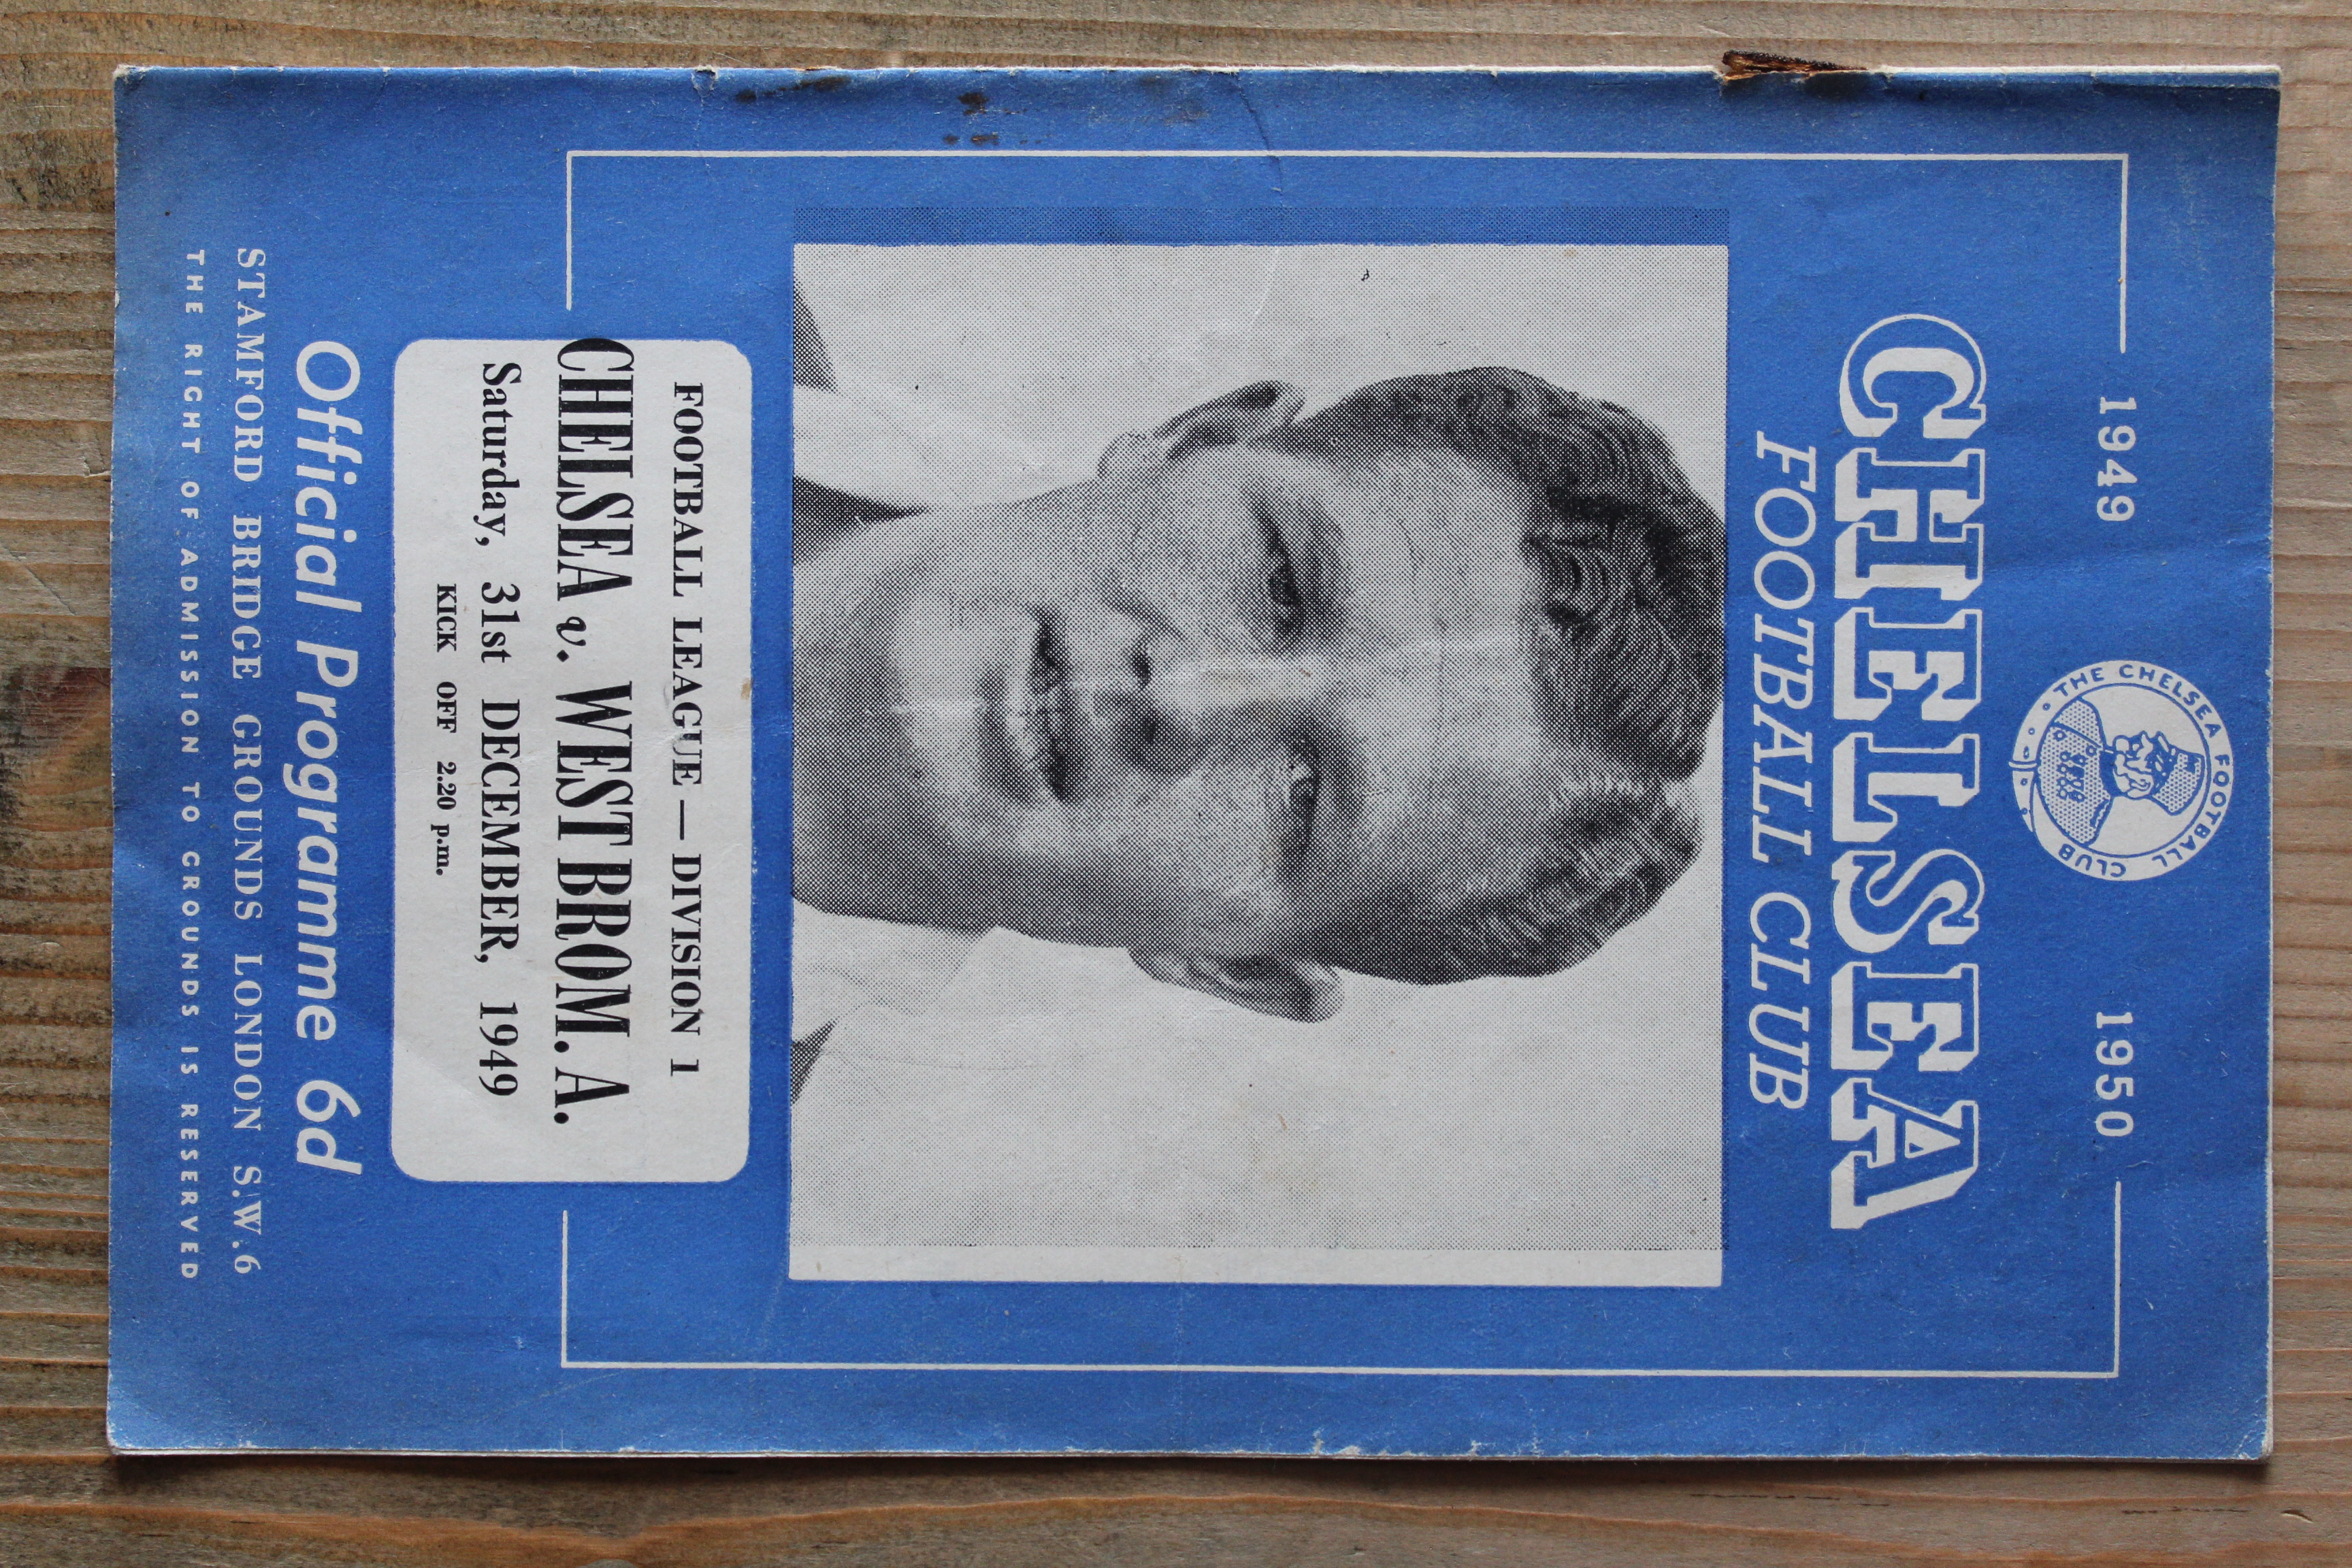 1949 1950
THE CHELSEA FOOTBALL CLUB
CHELSEA
FOOTBALL CLUB
FOOTBALL LEAGUE — DIVISION 1
CHELSEA v. WEST BROM. A.
Saturday, 31st DECEMBER, 1949
KICK OFF 2.20 p.m.
Official Programme 6d
STAMFORD BRIDGE GROUNDS LONDON S.W.6
THE RIGHT OF ADMISSION TO GROUNDS IS RESERVED